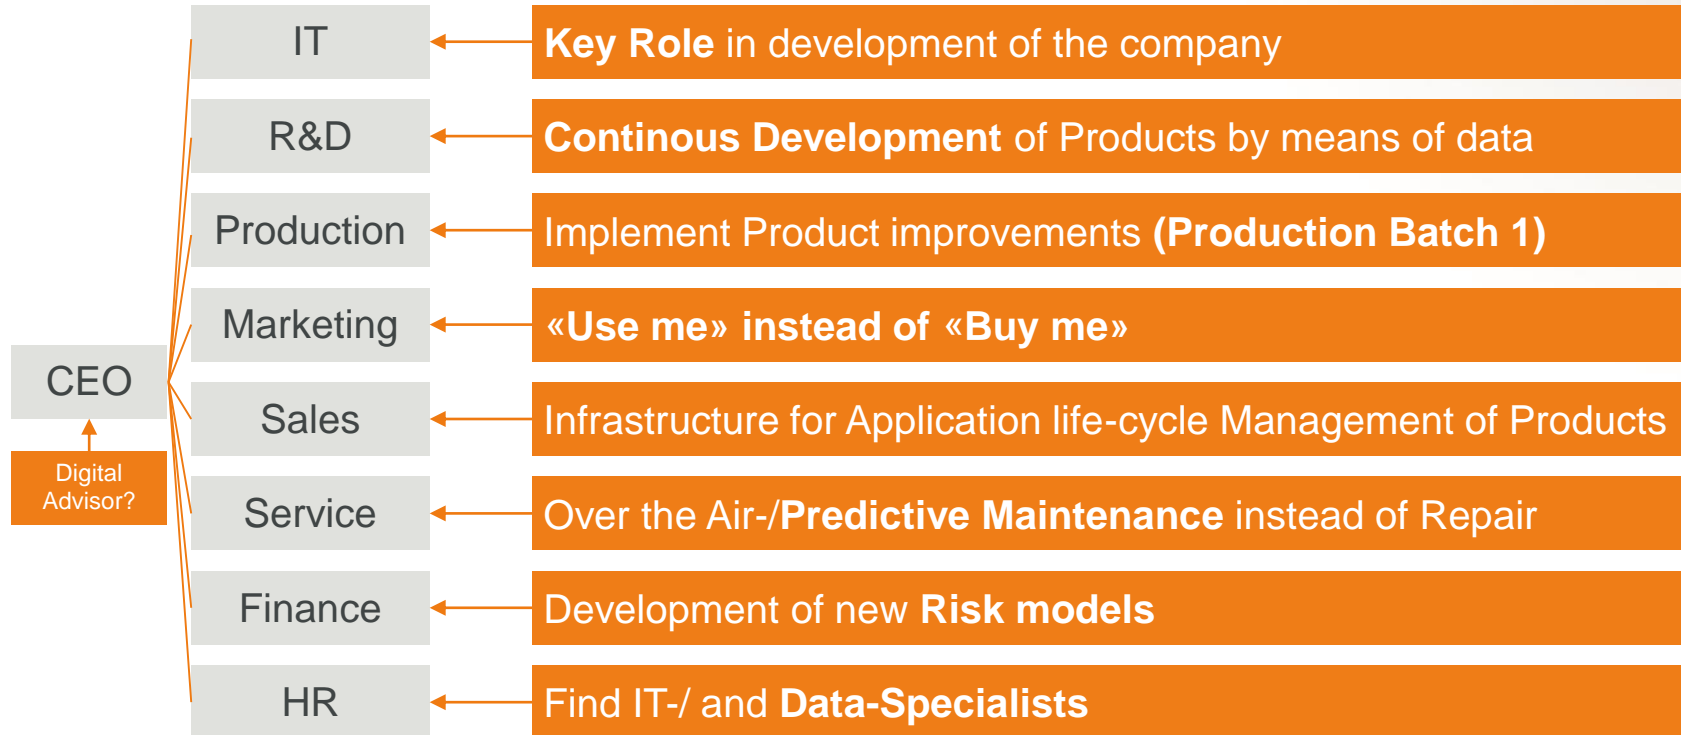 IT
Key Role in development of the company
R&D
Continous Development of Products by means of data
Production
Implement Product improvements (Production Batch 1)
Marketing
«Use me» instead of «Buy me»
CEO
Sales
Infrastructure for Application life-cycle Management of Products
Digital
Advisor?
Service
Over the Air-/Predictive Maintenance instead of Repair
Finance
Development of new Risk models
HR
Find IT-/ and Data-Specialists